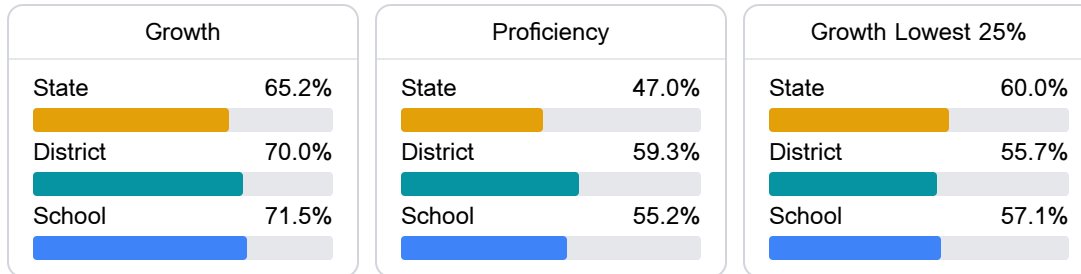 Growth
State 65.2%
District 70.0%
School 71.5%
Proficiency
State 47.0%
District 59.3%
School 55.2%
Growth Lowest 25%
State 60.0%
District 55.7%
School 57.1%